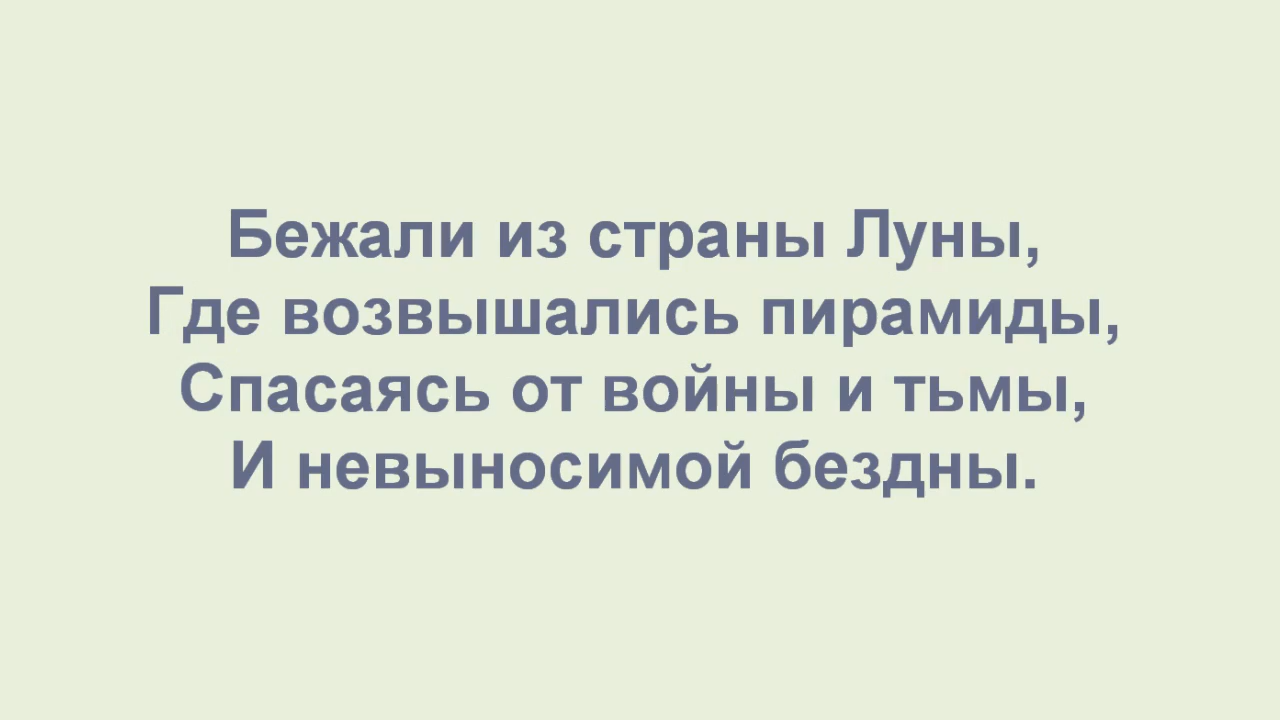 Бежали из страны Луны,
Где возвышались пирамиды,
Спасаясь от войны и тьмы,
И невыносимой бездны.